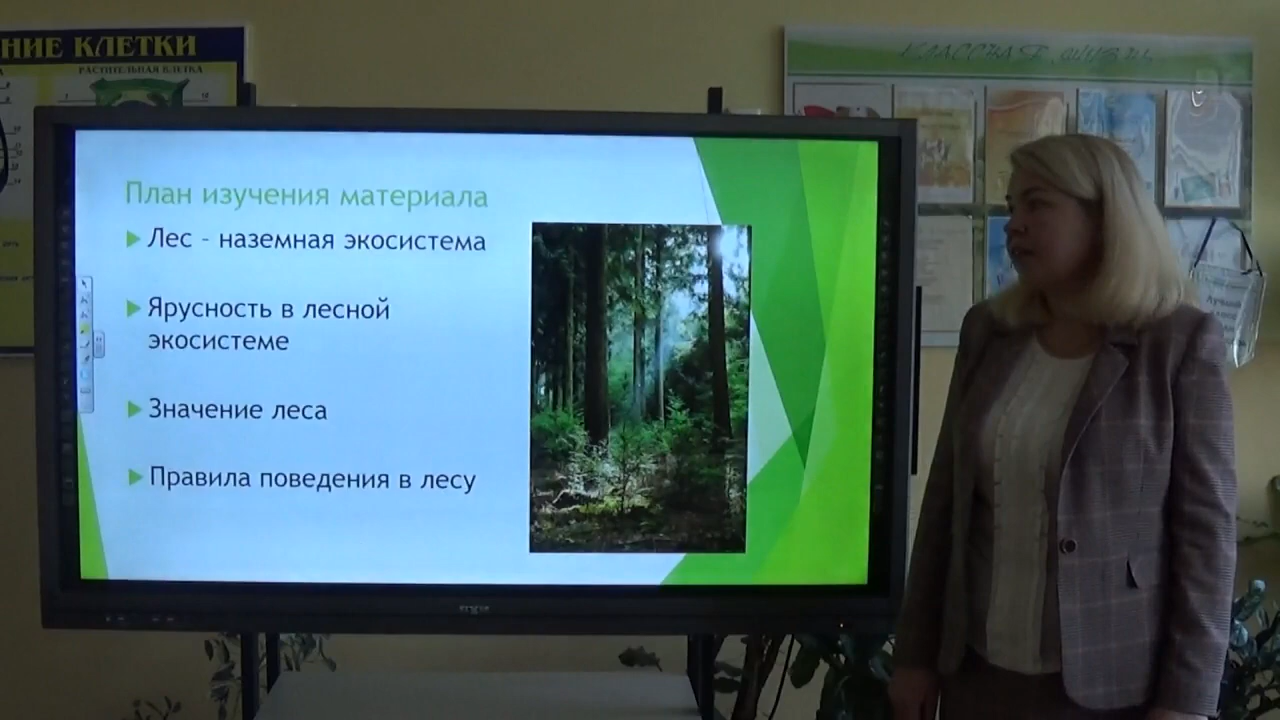 НИЕ КЛЕТКИ
РАСТИТЕЛЬНАЯ КЛЕТКА
План изучения материала
Лес – наземная экосистема
Ярусность в лесной
экосистеме
Значение леса
Правила поведения в лесу